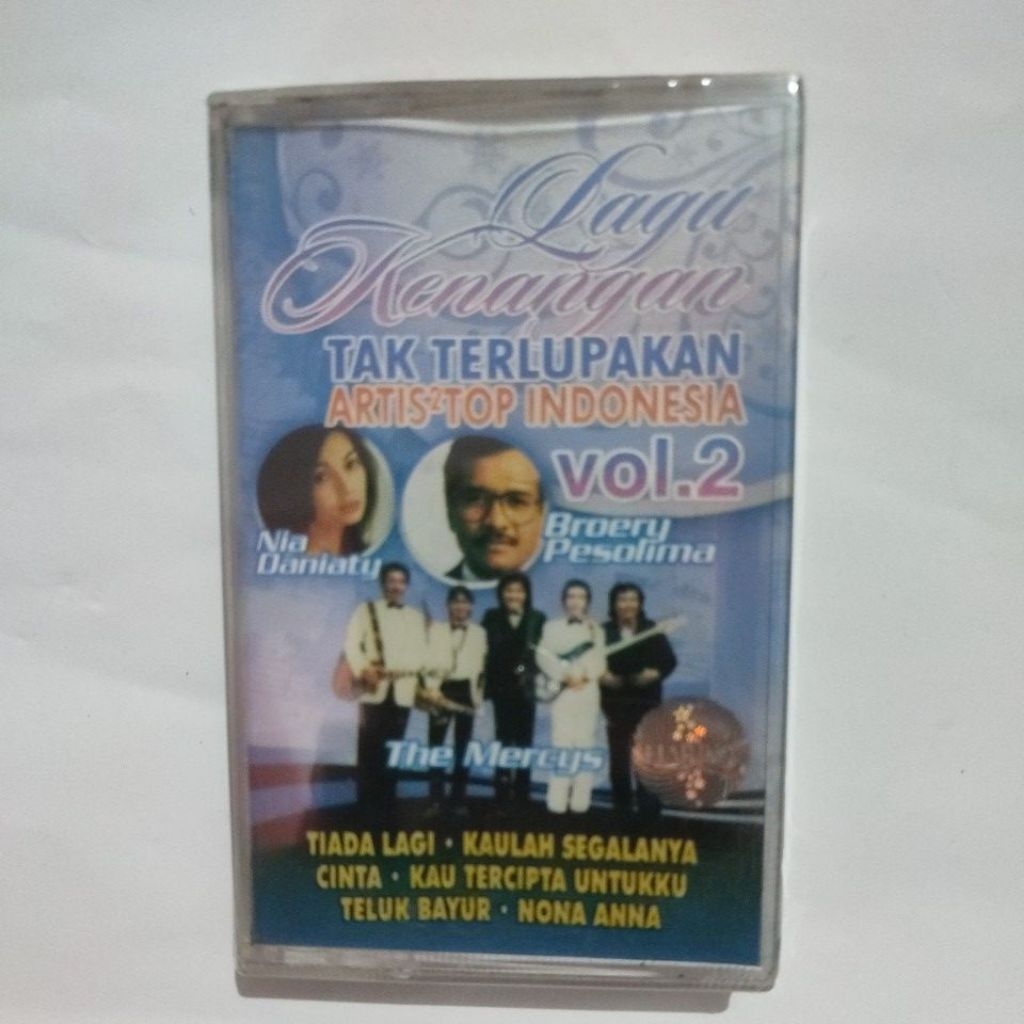 Lagu
Kenangan
TAK TERLUPAKAN
ARTIS²TOP INDONESIA
vol.2
Nia
Daniaty
Broery
Pesolima
The Mercys
TIADA LAGI • KAULAH SEGALANYA
CINTA • KAU TERCIPTA UNTUKKU
TELUK BAYUR • NONA ANNA